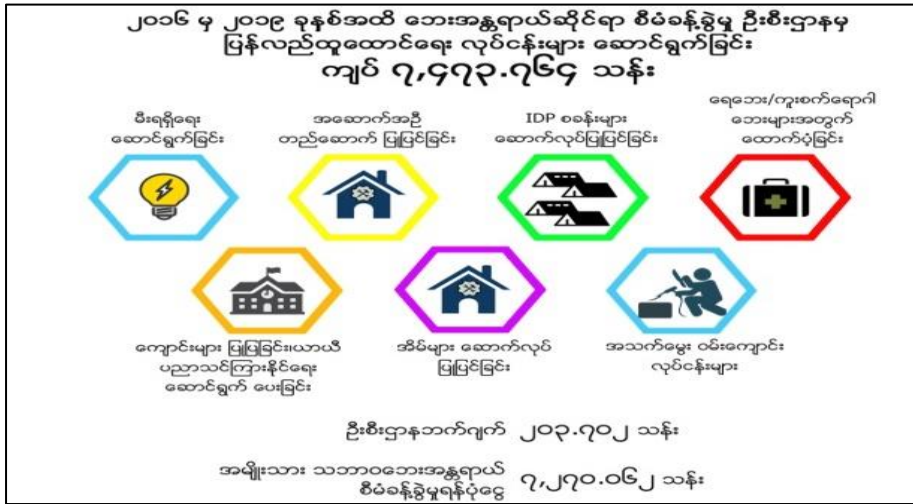 ၂၀၁၆ မှ ၂၀၁၉ ခုနှစ်အထိ ဘေးအန္တရာယ်ဆိုင်ရာ စီမံခန့်ခွဲမှု ဦးစီးဌာနမှ
ပြန်လည်ထူထောင်ရေး လုပ်ငန်းများ ဆောင်ရွက်ခြင်း
ကျပ် ၇,၄၇၃.၇၆၄ သန်း
မီးရရှိရေး
ဆောင်ရွက်ခြင်း
အဆောက်အဦ
တည်ဆောက် ပြုပြင်ခြင်း
IDP စခန်းများ
ဆောက်လုပ်ပြုပြင်ခြင်း
ရေဘေး/ကူးစက်ရောဂါ
ဘေးများအတွက်
ထောက်ပံ့ခြင်း
ကျောင်းများ ပြုပြင်ခြင်း၊ယာယီ
ပညာသင်ကြားနိုင်ရေး
ဆောင်ရွက် ပေးခြင်း
အိမ်များ ဆောက်လုပ်
ပြုပြင်ခြင်း
အသက်မွေး ဝမ်းကျောင်း
လုပ်ငန်းများ
ဦးစီးဌာနဘက်ဂျက် ၂၀၃.၇၀၂ သန်း
အမျိုးသား သဘာဝဘေးအန္တရာယ်
စီမံခန့်ခွဲမှုရန်ပုံငွေ ၇,၂၇၀.၀၆၂ သန်း